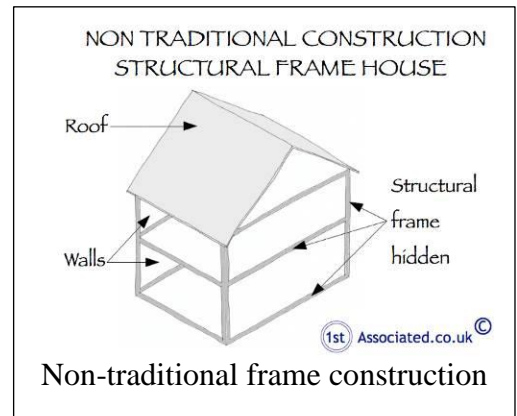 NON TRADITIONAL CONSTRUCTION
STRUCTURAL FRAME HOUSE
Roof
Structural
frame
hidden
Walls
1st Associated.co.uk ©
Non-traditional frame construction